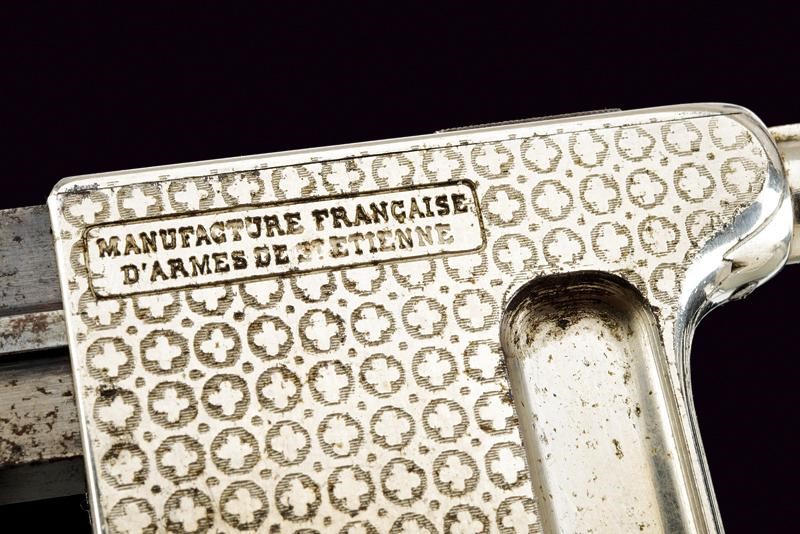 MANUFACTURE FRANÇAISE
D'ARMES DE ST ETIENNE